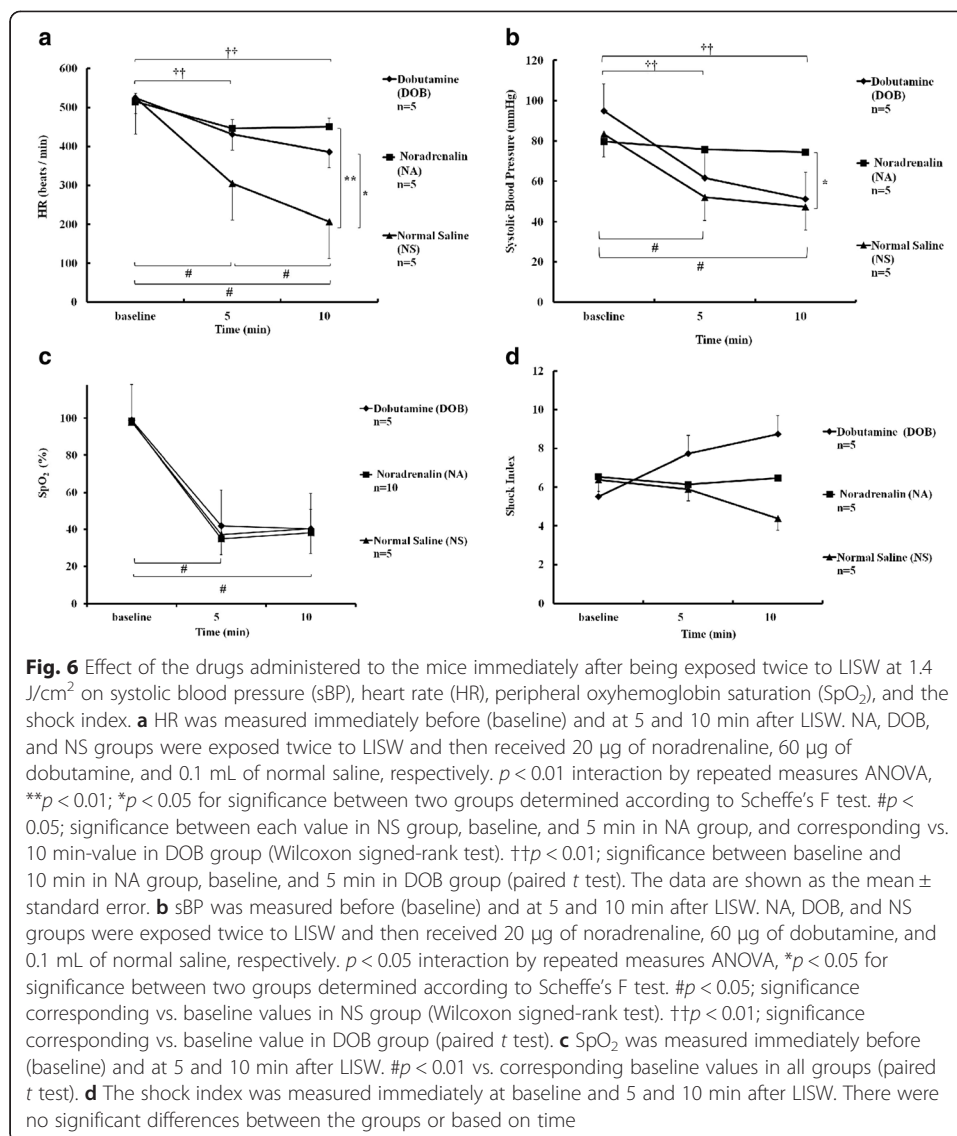 a
††
††
600
500
400
300
200
100
0
HR (beats / min)
baseline
5
10
Time (min)
Dobutamine
(DOB)
n=5
Noradrenalin
(NA)
n=5
Normal Saline
(NS)
n=5
**
*
#
#
#
b
††
††
120
100
80
60
40
20
0
Systolic Blood Pressure (mmHg)
baseline
5
10
Time (min)
Dobutamine
(DOB)
n=5
Noradrenalin
(NA)
n=5
Normal Saline
(NS)
n=5
*
#
#
c
100
80
60
40
20
0
SpO₂ (%)
baseline
5
10
Time (min)
Dobutamine (DOB)
n=5
Noradrenalin (NA)
n=10
Normal Saline (NS)
n=5
#
#
d
12
10
8
6
4
2
0
Shock Index
baseline
5
10
Time (min)
Dobutamine (DOB)
n=5
Noradrenalin (NA)
n=5
Normal Saline (NS)
n=5
Fig. 6 Effect of the drugs administered to the mice immediately after being exposed twice to LISW at 1.4
J/cm² on systolic blood pressure (sBP), heart rate (HR), peripheral oxyhemoglobin saturation (SpO₂), and the
shock index. a HR was measured immediately before (baseline) and at 5 and 10 min after LISW. NA, DOB,
and NS groups were exposed twice to LISW and then received 20 µg of noradrenaline, 60 µg of
dobutamine, and 0.1 mL of normal saline, respectively. p < 0.01 interaction by repeated measures ANOVA,
**p < 0.01; *p < 0.05 for significance between two groups determined according to Scheffe's F test. #p <
0.05; significance between each value in NS group, baseline, and 5 min in NA group, and corresponding vs.
10 min-value in DOB group (Wilcoxon signed-rank test). ††p < 0.01; significance between baseline and
10 min in NA group, baseline, and 5 min in DOB group (paired t test). The data are shown as the mean ±
standard error. b sBP was measured before (baseline) and at 5 and 10 min after LISW. NA, DOB, and NS
groups were exposed twice to LISW and then received 20 µg of noradrenaline, 60 µg of dobutamine, and
0.1 mL of normal saline, respectively. p < 0.05 interaction by repeated measures ANOVA, *p < 0.05 for
significance between two groups determined according to Scheffe's F test. #p < 0.05; significance
corresponding vs. baseline values in NS group (Wilcoxon signed-rank test). ††p < 0.01; significance
corresponding vs. baseline value in DOB group (paired t test). c SpO₂ was measured immediately before
(baseline) and at 5 and 10 min after LISW. #p < 0.01 vs. corresponding baseline values in all groups (paired
t test). d The shock index was measured immediately at baseline and 5 and 10 min after LISW. There were
no significant differences between the groups or based on time